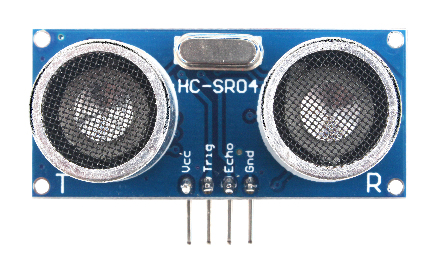 HC-SR04
Vcc
Trig
Echo
Gnd
T
R